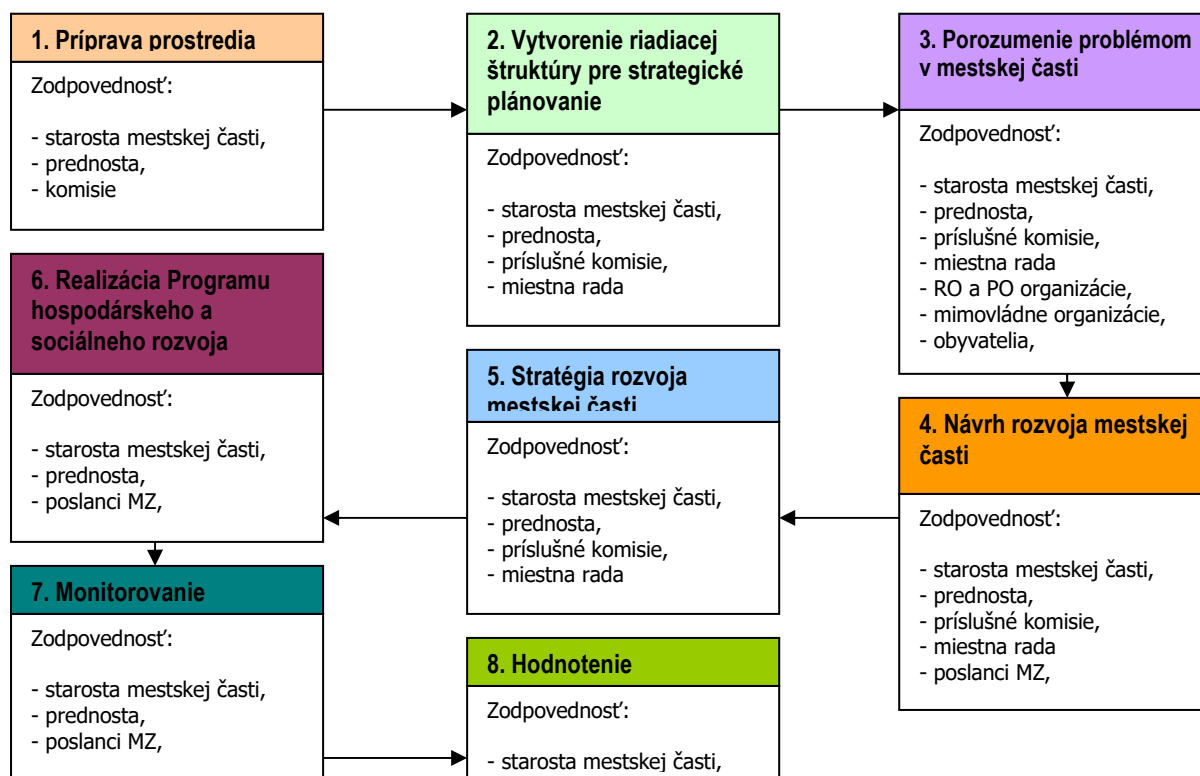 1. Príprava prostredia
Zodpovednosť:
- starosta mestskej časti,
- prednosta,
- komisie
2. Vytvorenie riadiacej
štruktúry pre strategické
plánovanie
Zodpovednosť:
- starosta mestskej časti,
- prednosta,
- príslušné komisie,
- miestna rada
3. Porozumenie problémom
v mestskej časti
Zodpovednosť:
- starosta mestskej časti,
- prednosta,
- príslušné komisie,
- miestna rada
- RO a PO organizácie,
- mimovládne organizácie,
- obyvatelia,
4. Návrh rozvoja mestskej
časti
Zodpovednosť:
- starosta mestskej časti,
- prednosta,
- príslušné komisie,
- miestna rada
- poslanci MZ,
5. Stratégia rozvoja
mestskej časti
Zodpovednosť:
- starosta mestskej časti,
- prednosta,
- príslušné komisie,
- miestna rada
6. Realizácia Programu
hospodárskeho a
sociálneho rozvoja
Zodpovednosť:
- starosta mestskej časti,
- prednosta,
- poslanci MZ,
7. Monitorovanie
Zodpovednosť:
- starosta mestskej časti,
- prednosta,
- poslanci MZ,
8. Hodnotenie
Zodpovednosť:
- starosta mestskej časti,